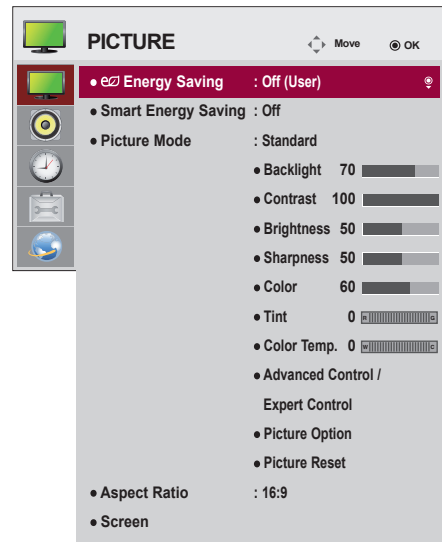 PICTURE Move OK
• Energy Saving : Off (User)
• Smart Energy Saving : Off
• Picture Mode : Standard
• Backlight 70
• Contrast 100
• Brightness 50
• Sharpness 50
• Color 60
• Tint 0 R G
• Color Temp. 0 W C
• Advanced Control /
Expert Control
• Picture Option
• Picture Reset
• Aspect Ratio : 16:9
• Screen